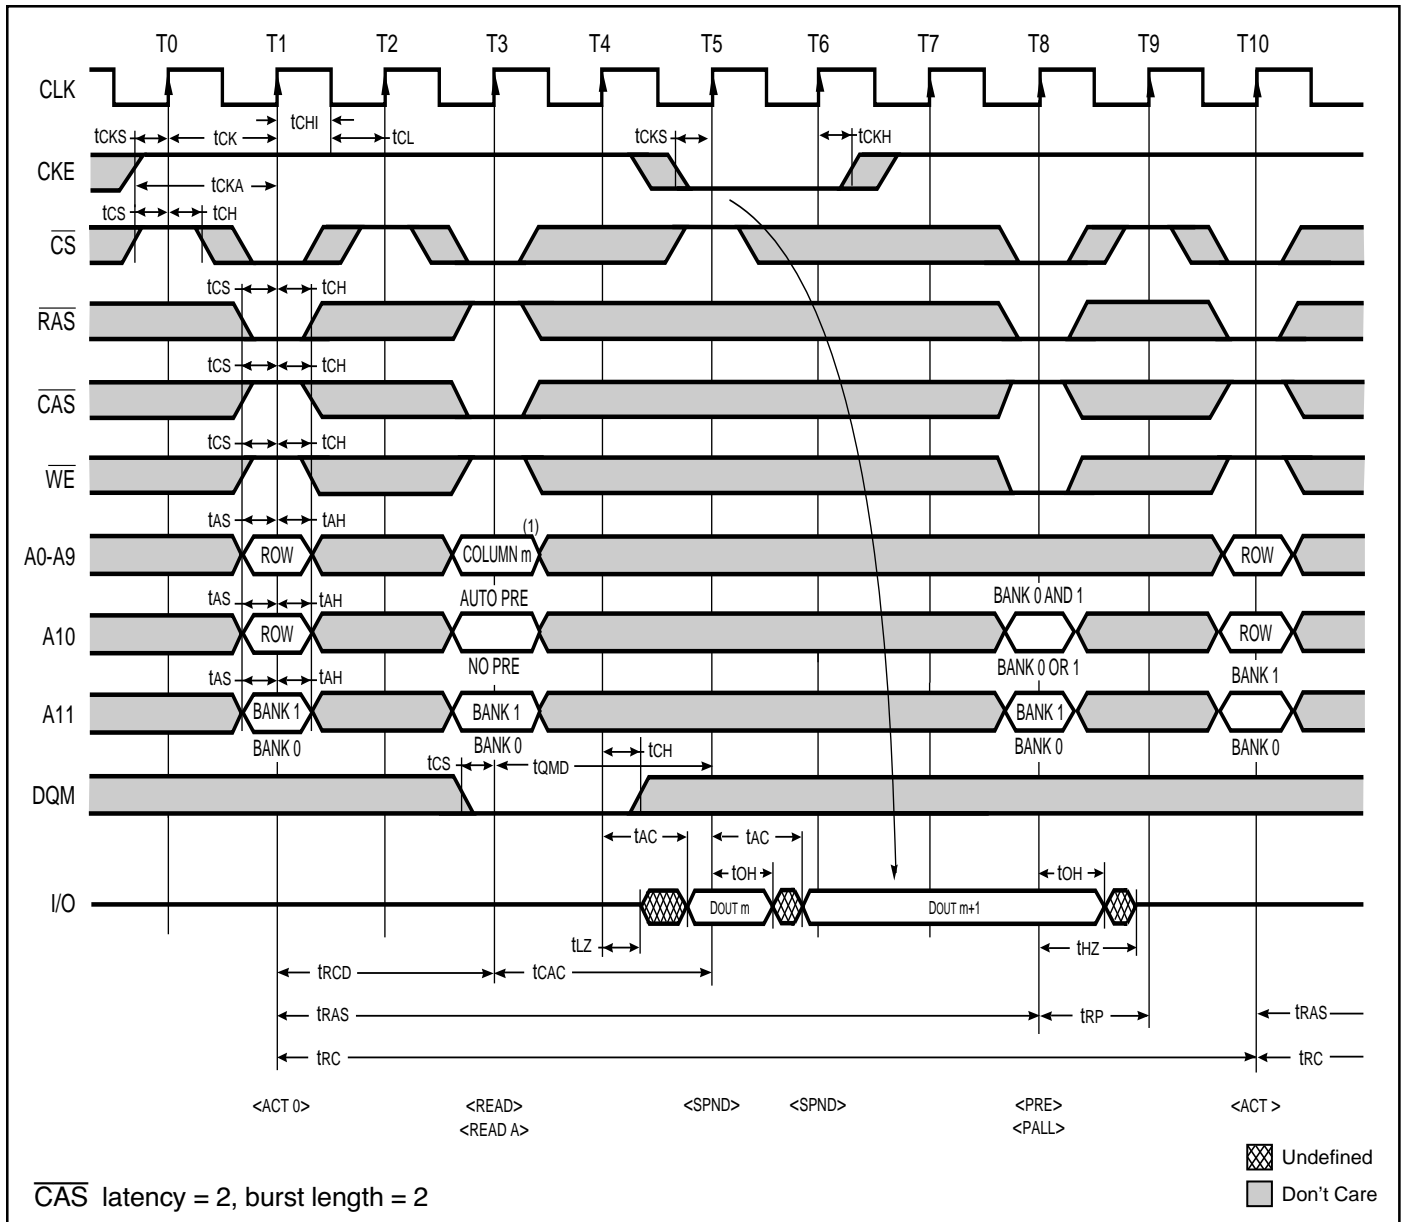 T0 T1 T2 T3 T4 T5 T6 T7 T8 T9 T10
CLK
tCHI
tCKS tCK tCL tCKS tCKH
CKE
tCKA
tCS tCH
CS
tCS tCH
RAS
tCS tCH
CAS
tCS tCH
WE
tAS tAH (1)
A0-A9 ROW COLUMN m ROW
tAS tAH AUTO PRE BANK 0 AND 1
A10 ROW ROW
NO PRE BANK 0 OR 1 BANK 1
tAS tAH
A11 BANK 1 BANK 1 BANK 1
BANK 0 BANK 0 BANK 0 BANK 0
tCH
tCS tQMD
DQM
tAC tAC
tOH tOH
I/O DOUT m DOUT m+1
tLZ tHZ
tRCD tCAC
tRAS tRP tRAS
tRC tRC
<ACT 0> <READ> <SPND> <SPND> <PRE> <ACT >
<READ A> <PALL>
Undefined
Don't Care
CAS latency = 2, burst length = 2